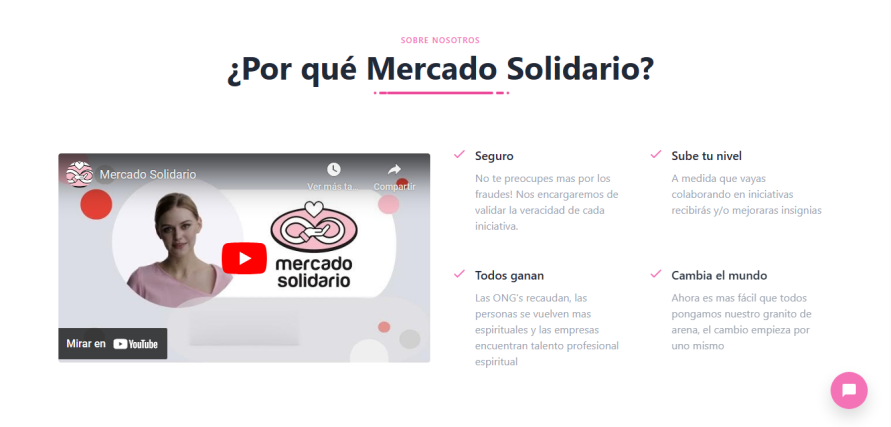 SOBRE NOSOTROS
¿Por qué Mercado Solidario?
Mercado Solidario
Ver más ta...
Compartir
mercado
solidario
Mirar en YouTube
Seguro
No te preocupes mas por los
fraudes! Nos encargaremos de
validar la veracidad de cada
iniciativa.
Sube tu nivel
A medida que vayas
colaborando en iniciativas
recibirás y/o mejoraras insignias
Todos ganan
Las ONG's recaudan, las
personas se vuelven mas
espirituales y las empresas
encuentran talento profesional
espiritual
Cambia el mundo
Ahora es mas fácil que todos
pongamos nuestro granito de
arena, el cambio empieza por
uno mismo